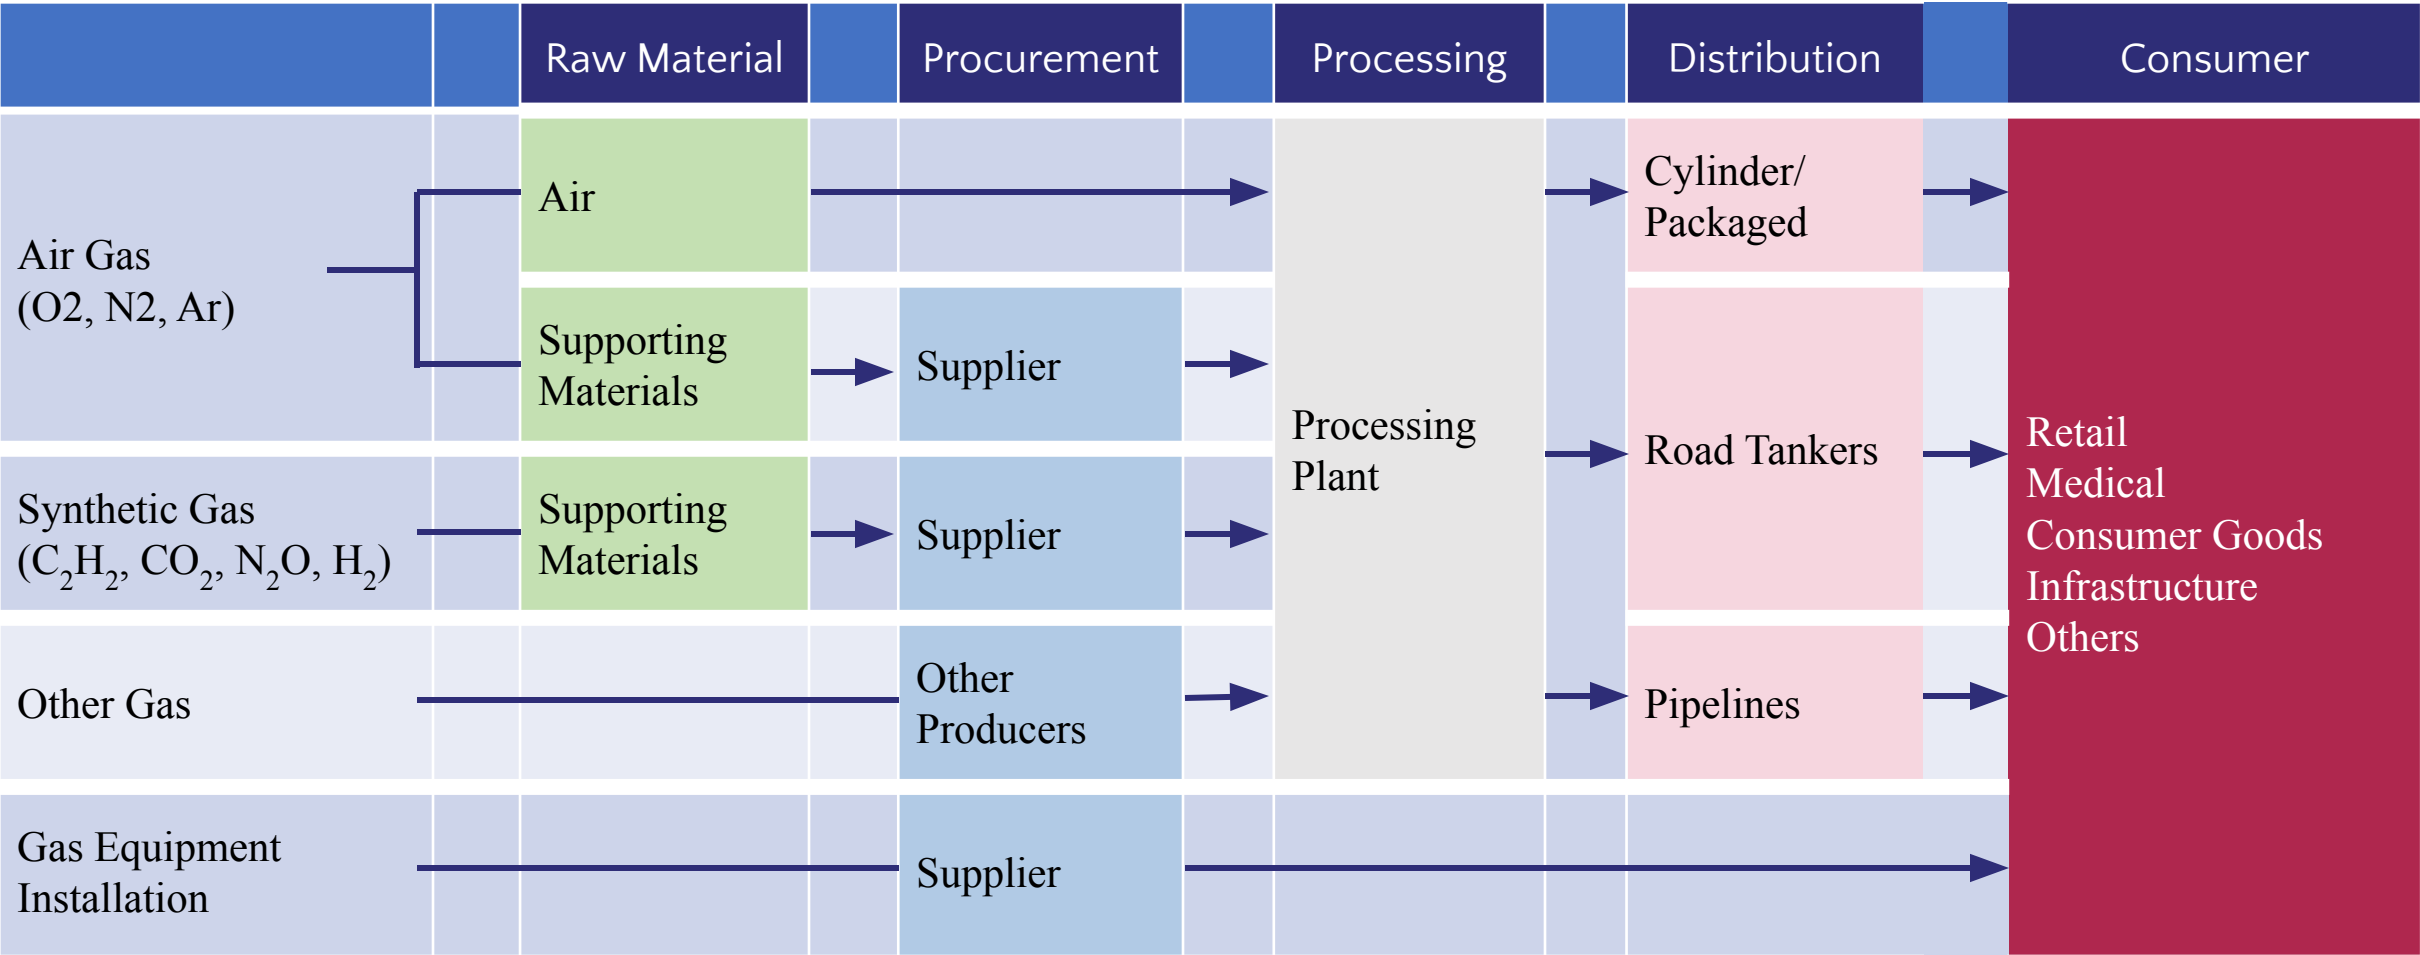 Raw Material
Procurement
Processing
Distribution
Consumer
Air Gas
(O2, N2, Ar)
Air
Cylinder/
Packaged
Supporting
Materials
Supplier
Processing
Plant
Road Tankers
Retail
Medical
Consumer Goods
Infrastructure
Others
Synthetic Gas
(C₂H₂, CO₂, N₂O, H₂)
Supporting
Materials
Supplier
Other Gas
Other
Producers
Pipelines
Gas Equipment
Installation
Supplier